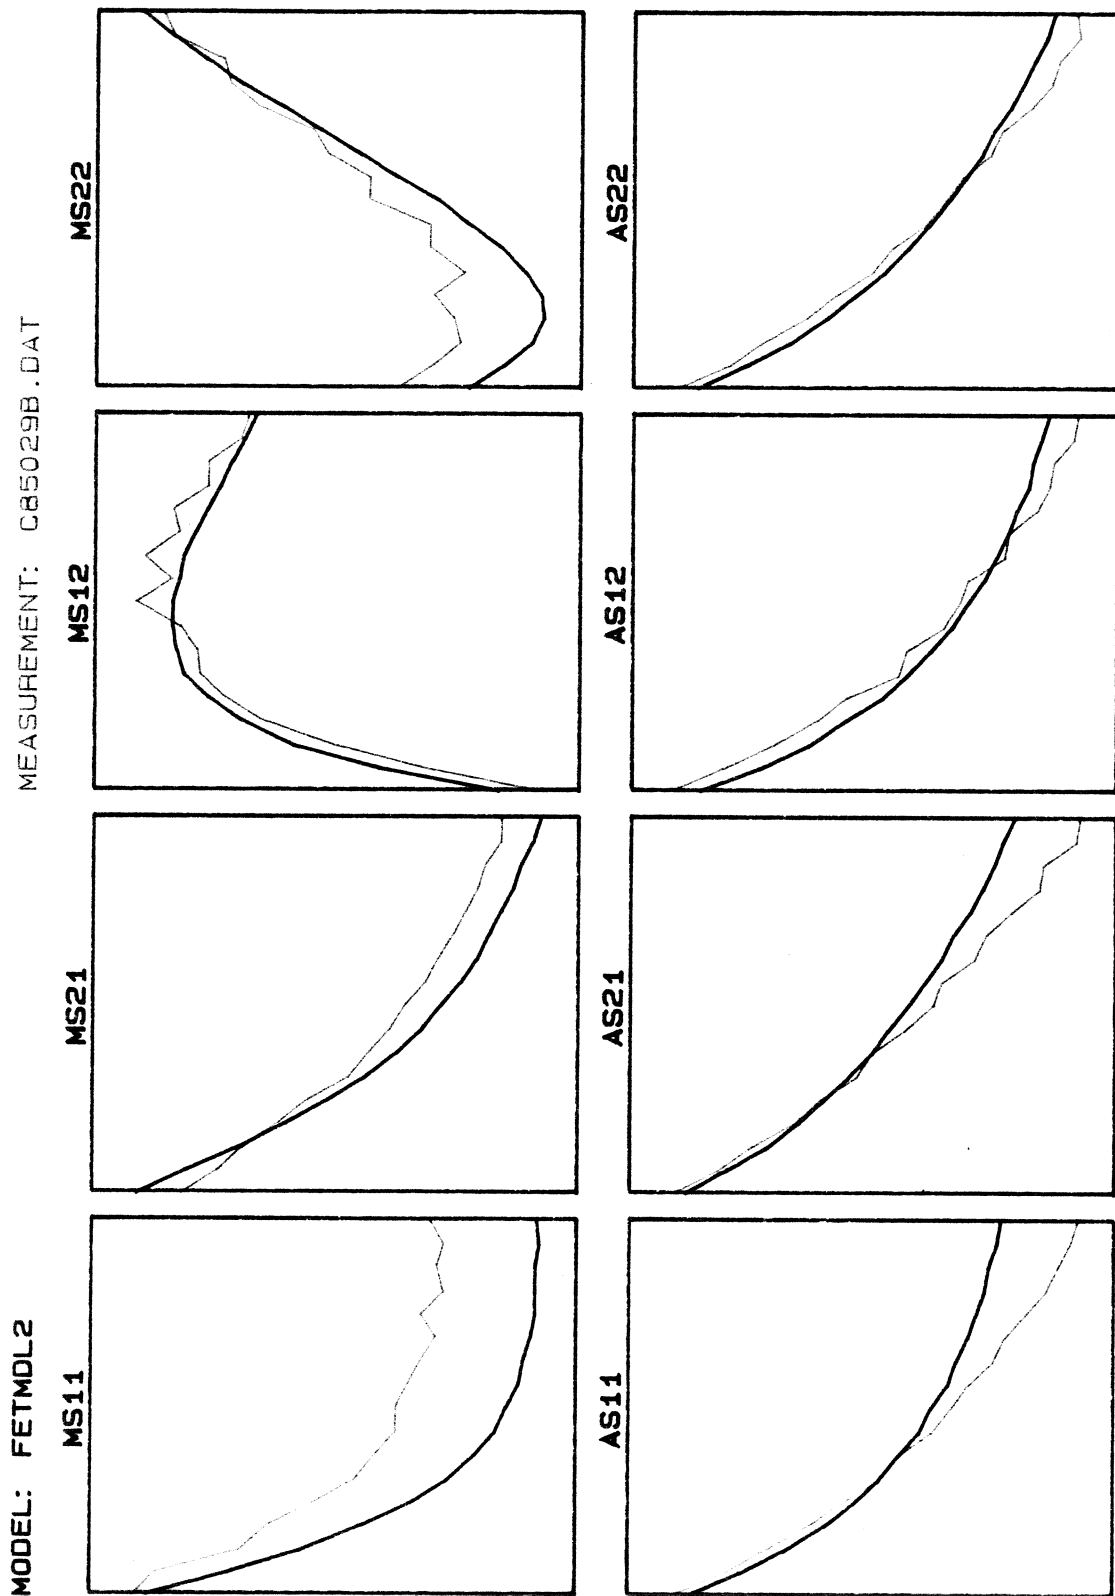 MODEL: FETMDL2
MEASUREMENT: C85029B.DAT
MS11
MS21
MS12
MS22
AS11
AS21
AS12
AS22